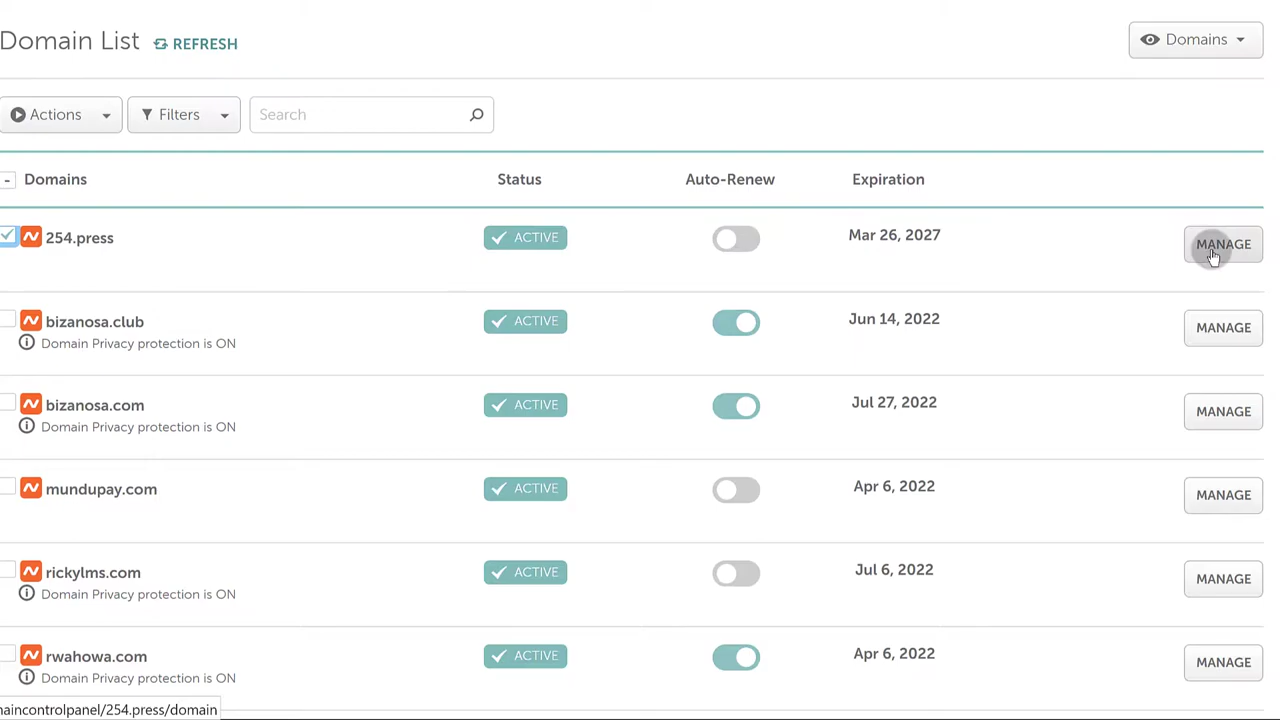 Domain List REFRESH Domains
Actions Filters Search
- Domains Status Auto-Renew Expiration
254.press ACTIVE Mar 26, 2027 MANAGE
bizanosa.club ACTIVE Jun 14, 2022 MANAGE
Domain Privacy protection is ON
bizanosa.com ACTIVE Jul 27, 2022 MANAGE
Domain Privacy protection is ON
mundupay.com ACTIVE Apr 6, 2022 MANAGE
rickylms.com ACTIVE Jul 6, 2022 MANAGE
Domain Privacy protection is ON
rwahowa.com ACTIVE Apr 6, 2022 MANAGE
Domain Privacy protection is ON
naincontrolpanel/254.press/domain